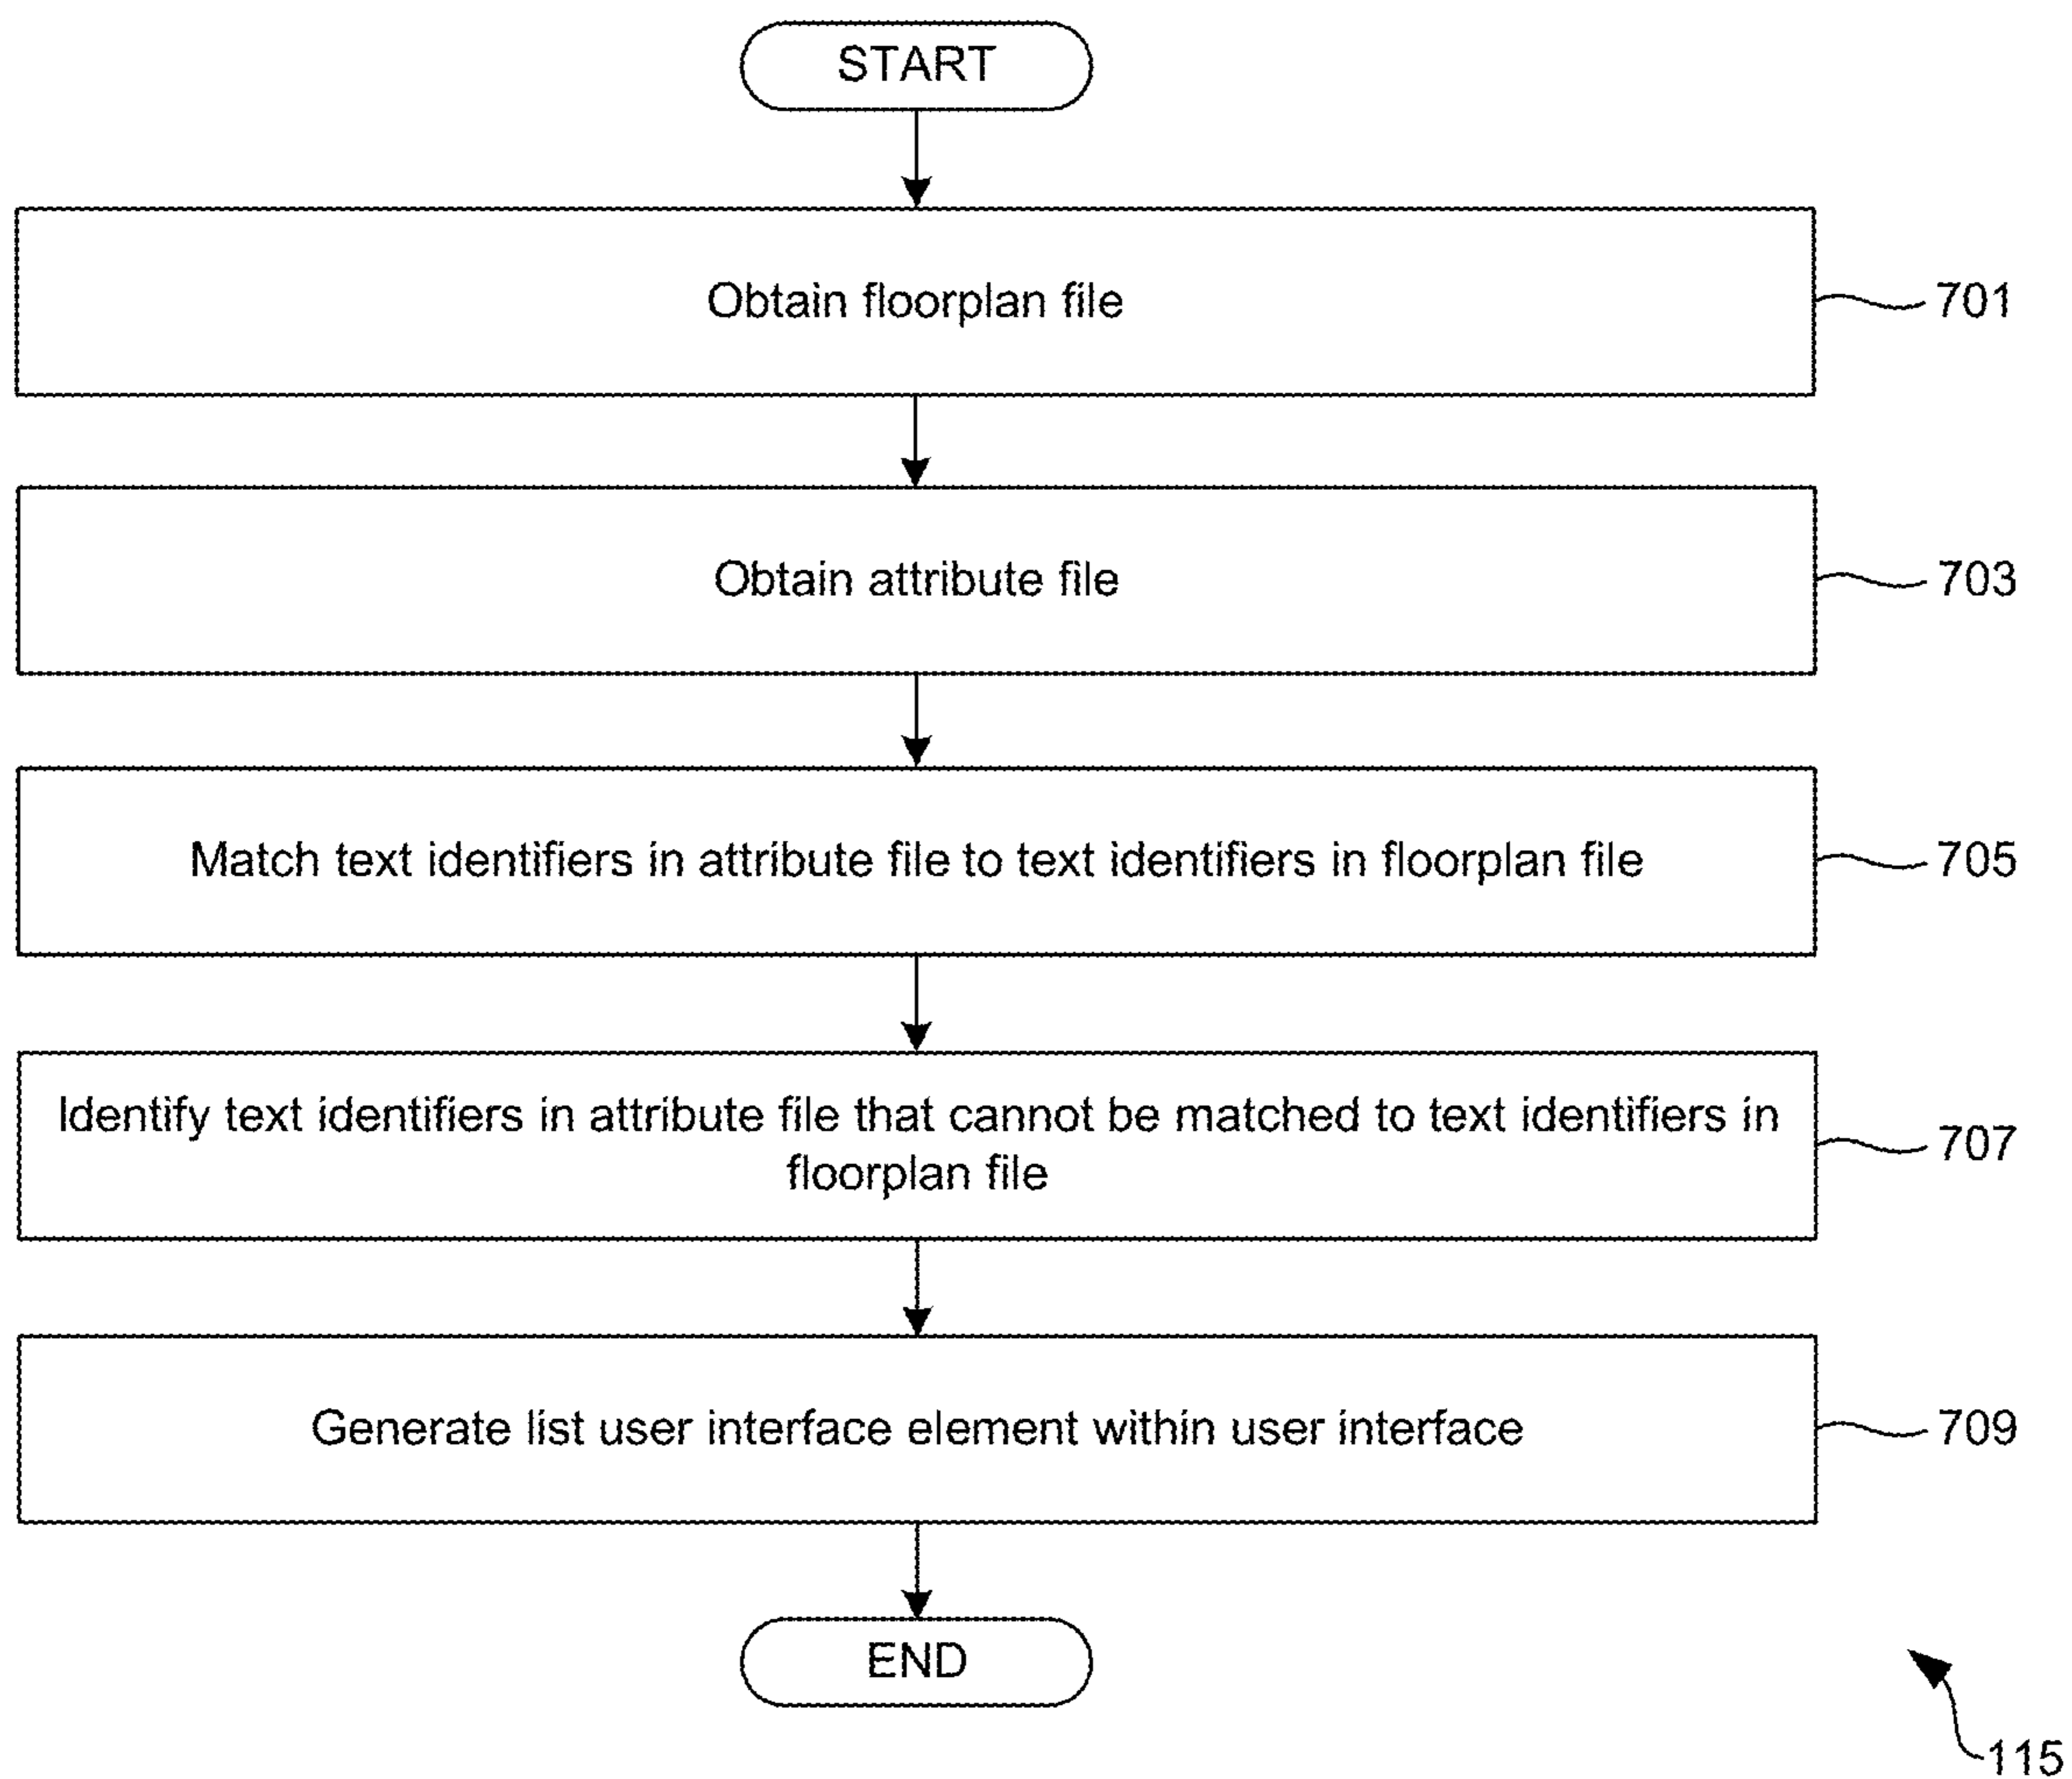 START
Obtain floorplan file
701
Obtain attribute file
703
Match text identifiers in attribute file to text identifiers in floorplan file
705
Identify text identifiers in attribute file that cannot be matched to text identifiers in
floorplan file
707
Generate list user interface element within user interface
709
END
115